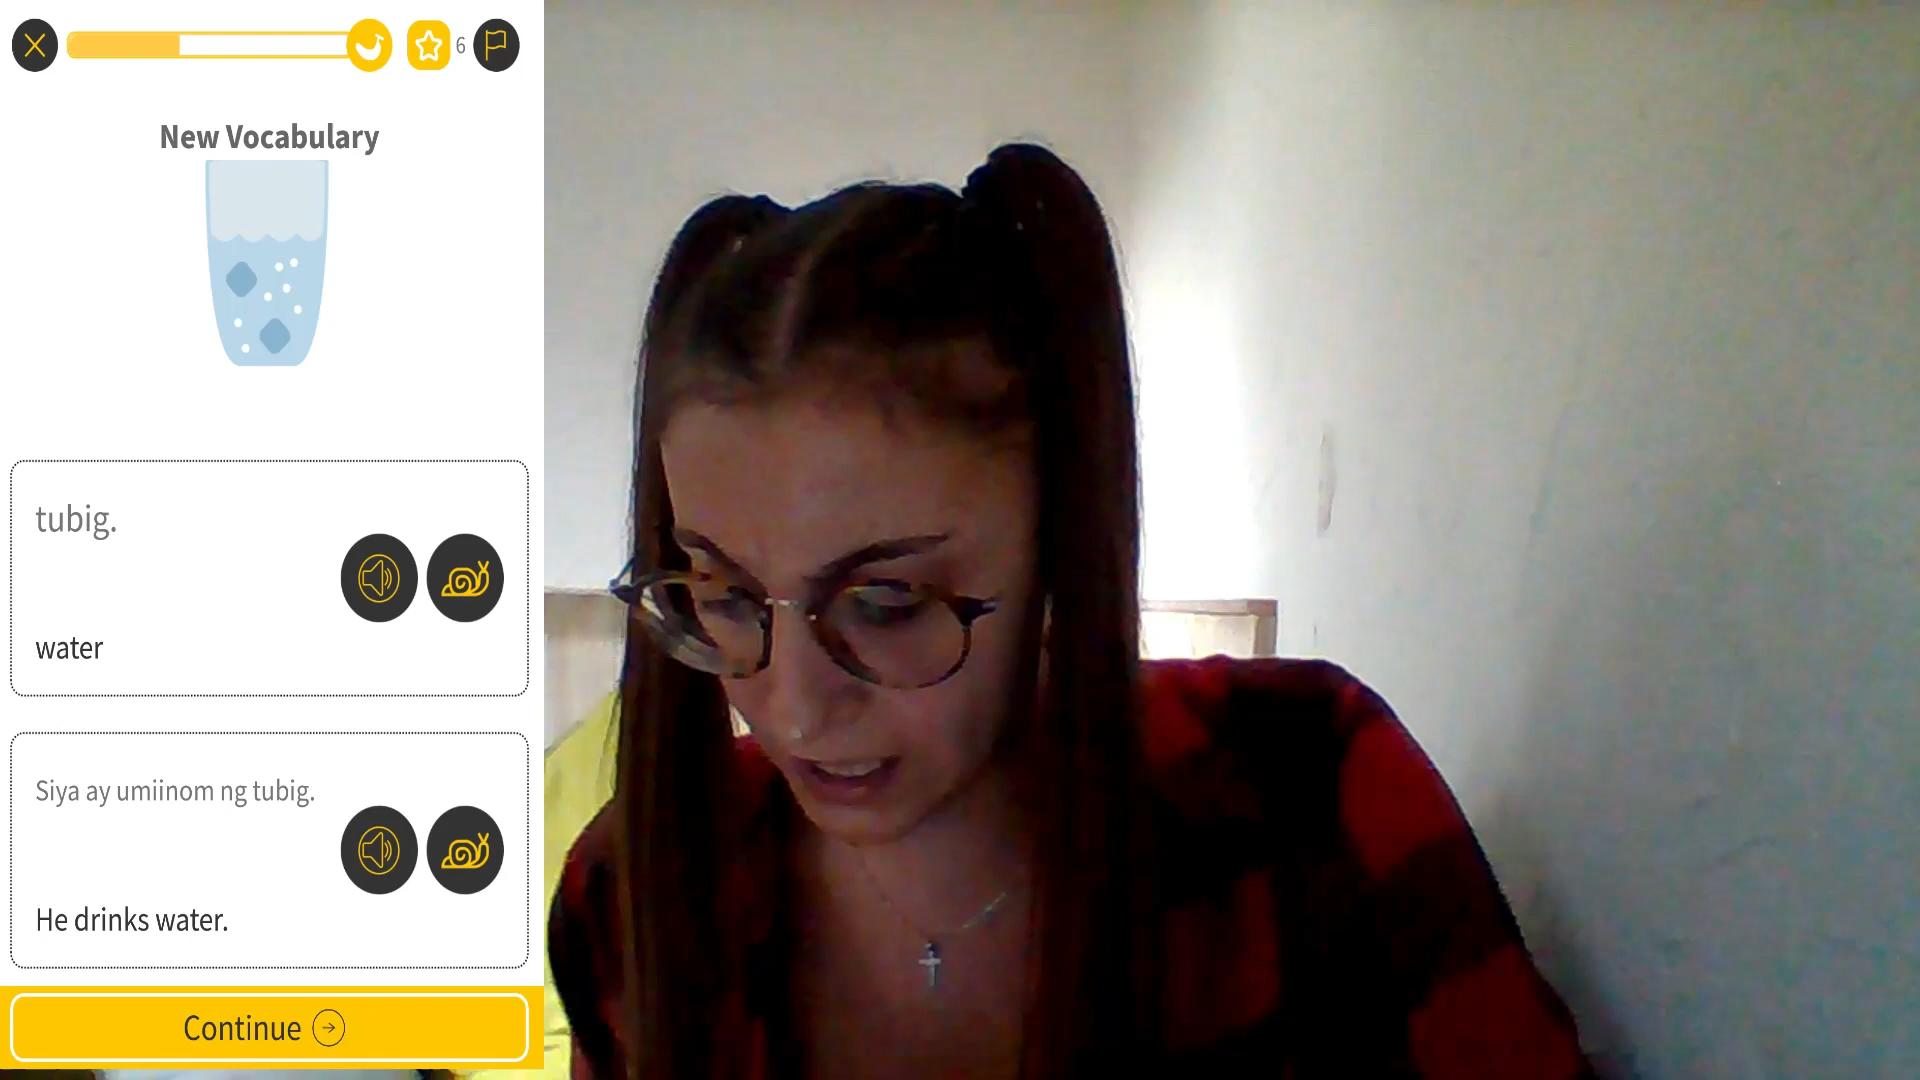 6
New Vocabulary
tubig.
water
Siya ay umiinom ng tubig.
He drinks water.
Continue